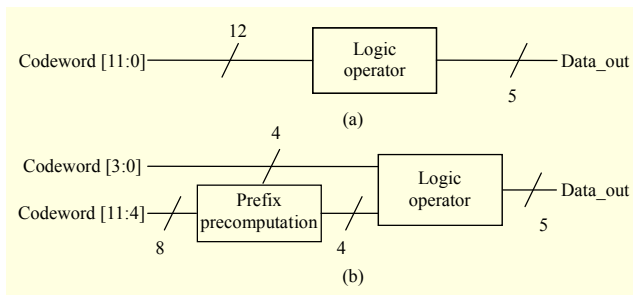 12
Codeword [11:0]
Logic
operator
Data_out
5
(a)
4
Codeword [3:0]
Logic
operator
Data_out
5
Codeword [11:4]
8
Prefix
precomputation
4
(b)